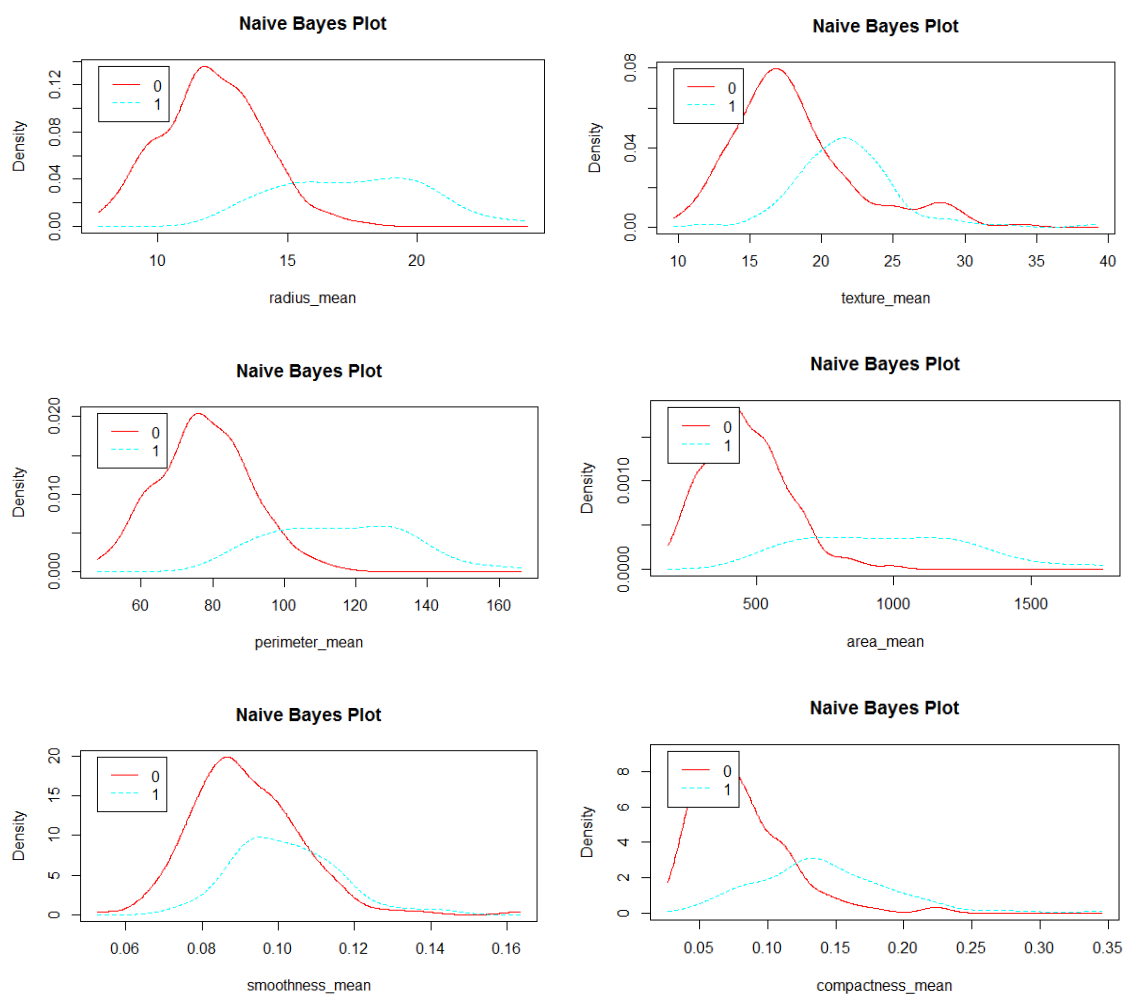 Naive Bayes Plot
0
1
Density
0.00 0.04 0.08 0.12
10 15 20
radius_mean
Naive Bayes Plot
0
1
Density
0.00 0.04 0.08
10 15 20 25 30 35 40
texture_mean
Naive Bayes Plot
0
1
Density
0.000 0.010 0.020
60 80 100 120 140 160
perimeter_mean
Naive Bayes Plot
0
1
Density
0.0000 0.0010
500 1000 1500
area_mean
Naive Bayes Plot
0
1
Density
0 5 10 15 20
0.06 0.08 0.10 0.12 0.14 0.16
smoothness_mean
Naive Bayes Plot
0
1
Density
0 2 4 6 8
0.05 0.10 0.15 0.20 0.25 0.30 0.35
compactness_mean